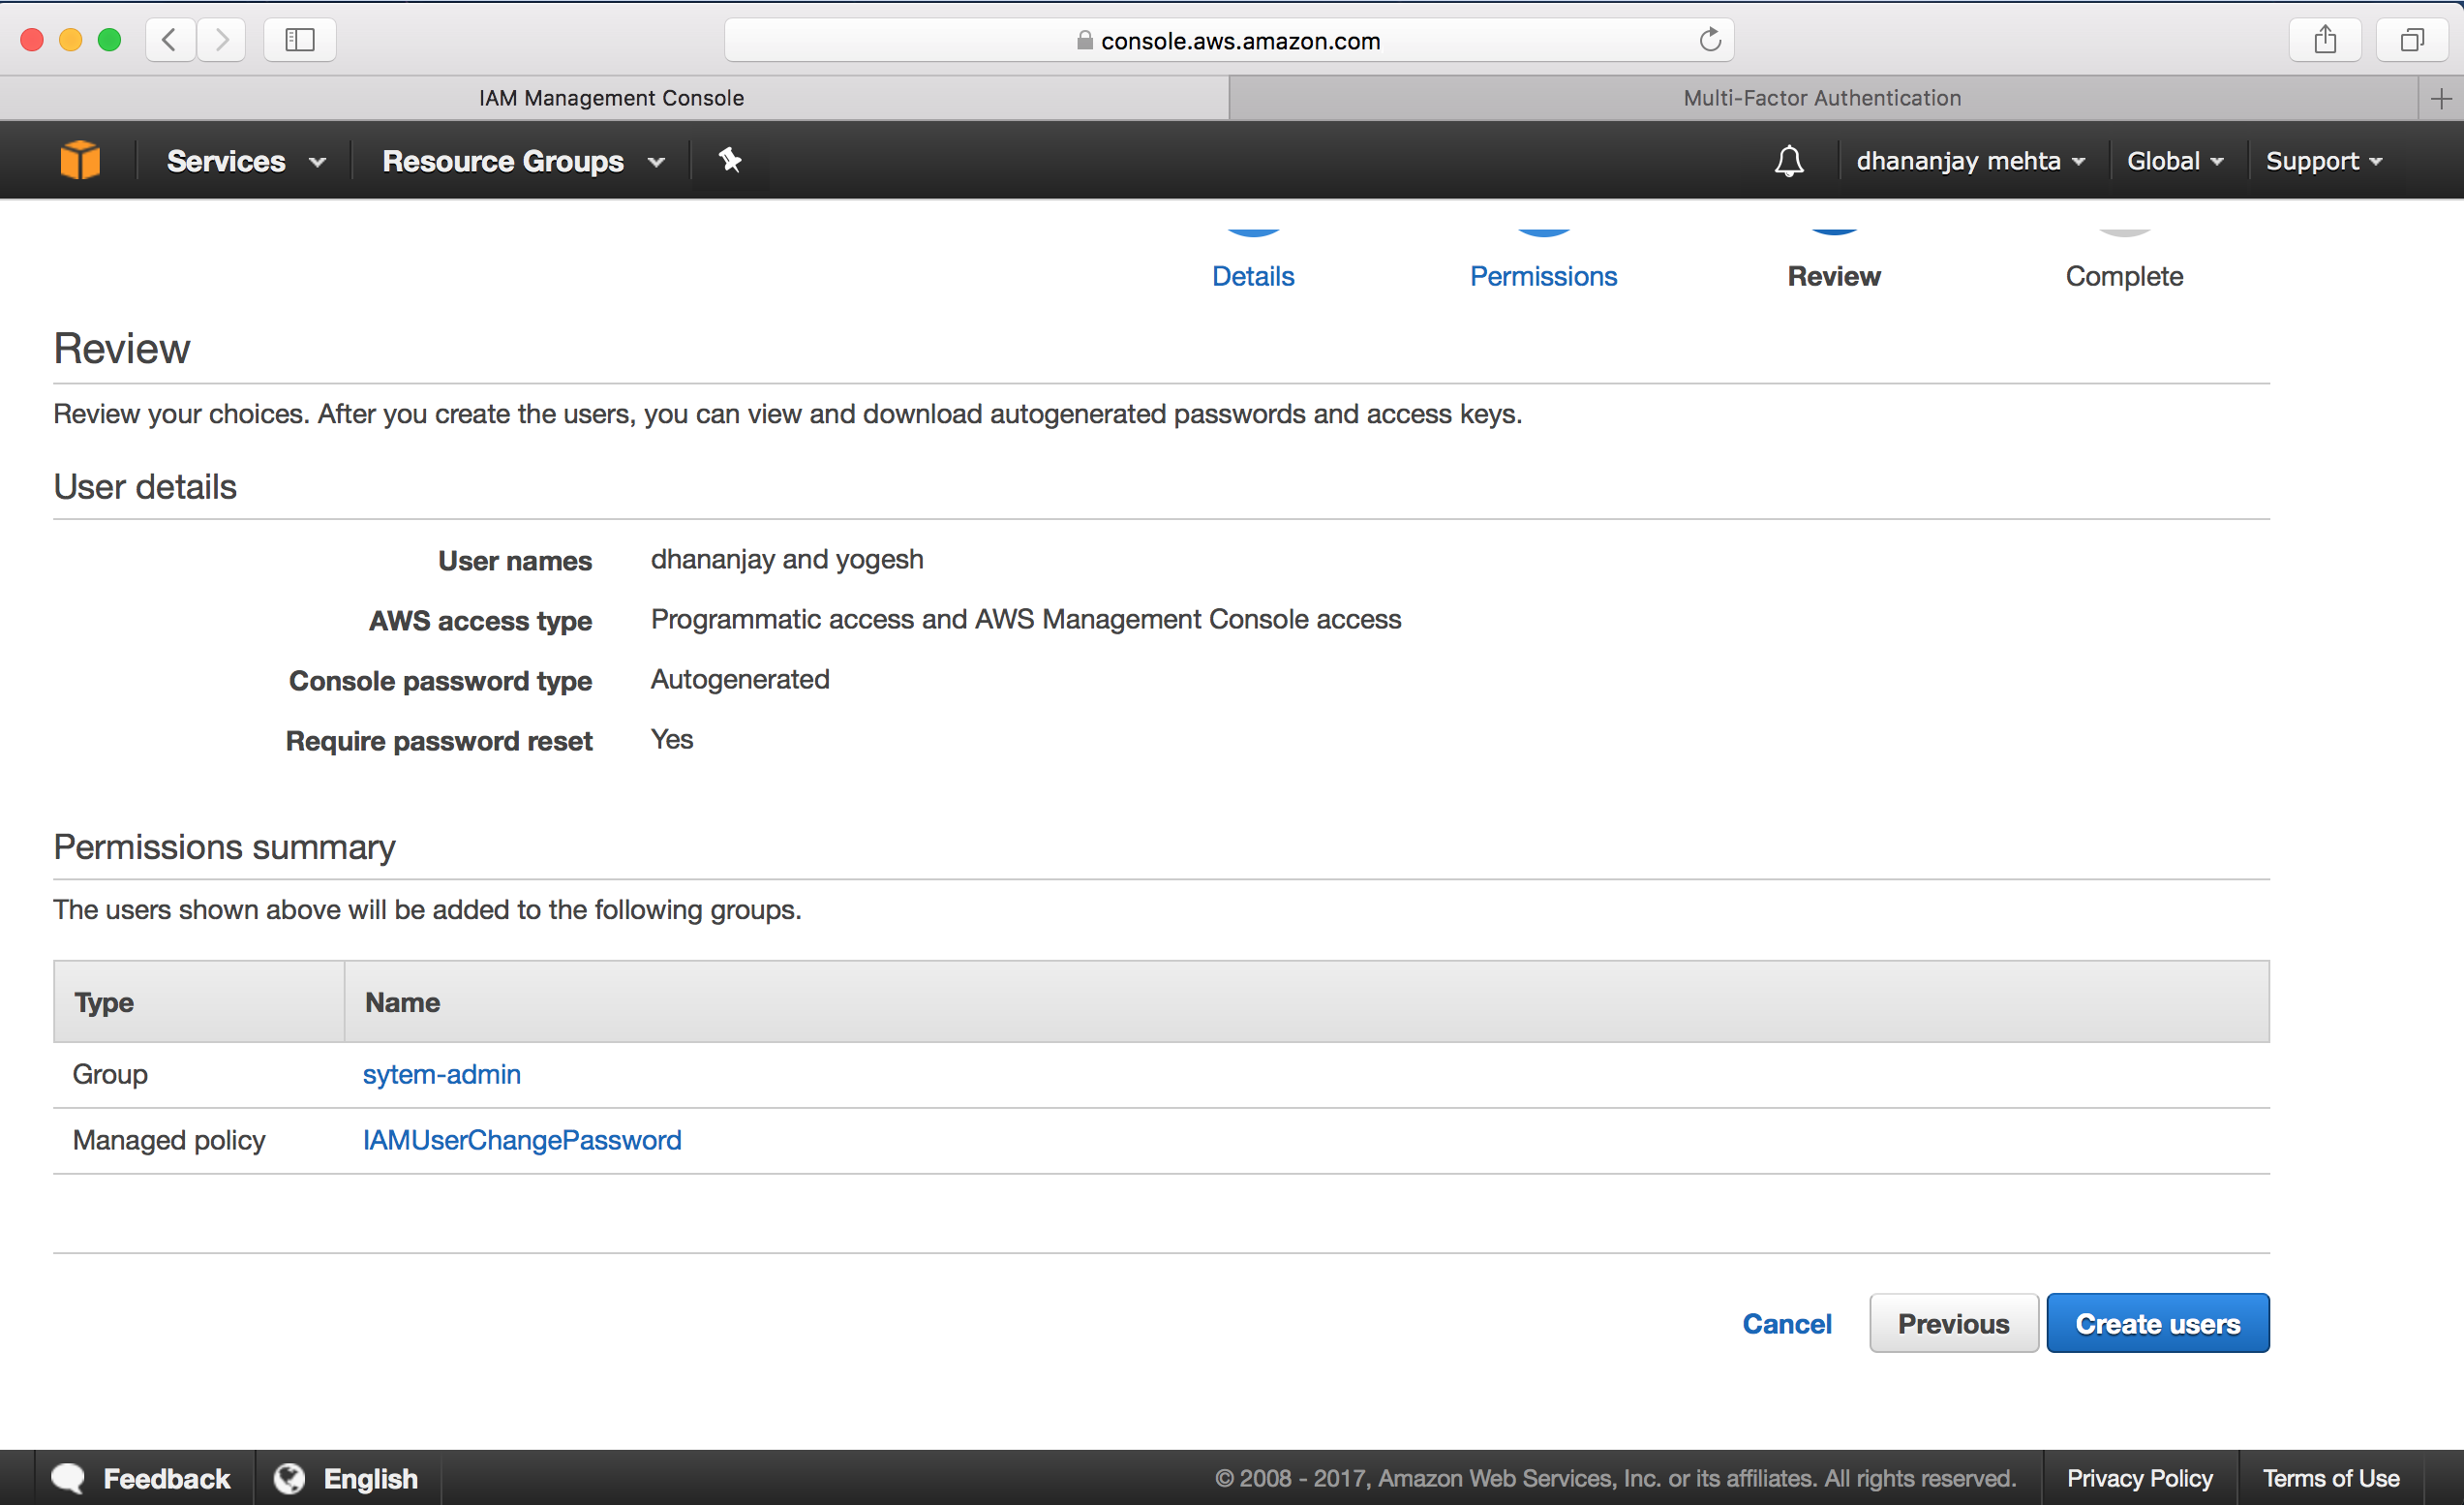 console.aws.amazon.com
IAM Management Console
Multi-Factor Authentication
Services
Resource Groups
dhananjay mehta
Global
Support
Details
Permissions
Review
Complete
Review
Review your choices. After you create the users, you can view and download autogenerated passwords and access keys.
User details
User names dhananjay and yogesh
AWS access type Programmatic access and AWS Management Console access
Console password type Autogenerated
Require password reset Yes
Permissions summary
The users shown above will be added to the following groups.
Type Name
Group sytem-admin
Managed policy IAMUserChangePassword
Cancel
Previous
Create users
Feedback
English
© 2008 - 2017, Amazon Web Services, Inc. or its affiliates. All rights reserved.
Privacy Policy
Terms of Use